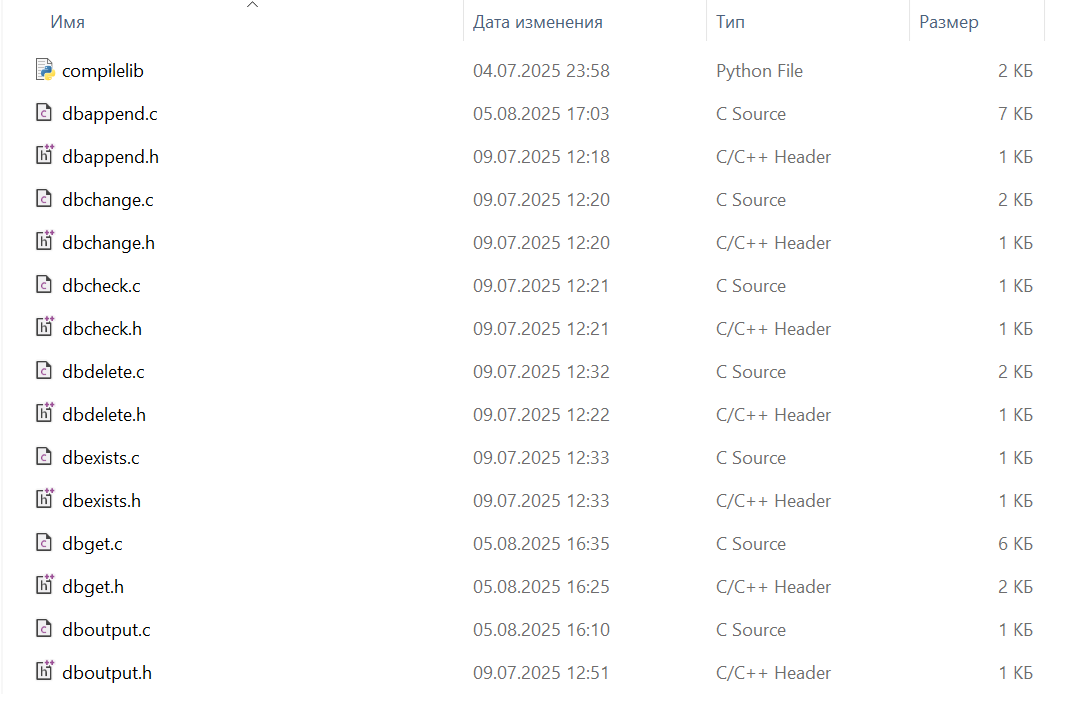 Имя Дата изменения Тип Размер
compilelib 04.07.2025 23:58 Python File 2 КБ
dbappend.c 05.08.2025 17:03 C Source 7 КБ
dbappend.h 09.07.2025 12:18 C/C++ Header 1 КБ
dbchange.c 09.07.2025 12:20 C Source 2 КБ
dbchange.h 09.07.2025 12:20 C/C++ Header 1 КБ
dbcheck.c 09.07.2025 12:21 C Source 1 КБ
dbcheck.h 09.07.2025 12:21 C/C++ Header 1 КБ
dbdelete.c 09.07.2025 12:32 C Source 2 КБ
dbdelete.h 09.07.2025 12:22 C/C++ Header 1 КБ
dbexists.c 09.07.2025 12:33 C Source 1 КБ
dbexists.h 09.07.2025 12:33 C/C++ Header 1 КБ
dbget.c 05.08.2025 16:35 C Source 6 КБ
dbget.h 05.08.2025 16:25 C/C++ Header 2 КБ
dboutput.c 05.08.2025 16:10 C Source 1 КБ
dboutput.h 09.07.2025 12:51 C/C++ Header 1 КБ